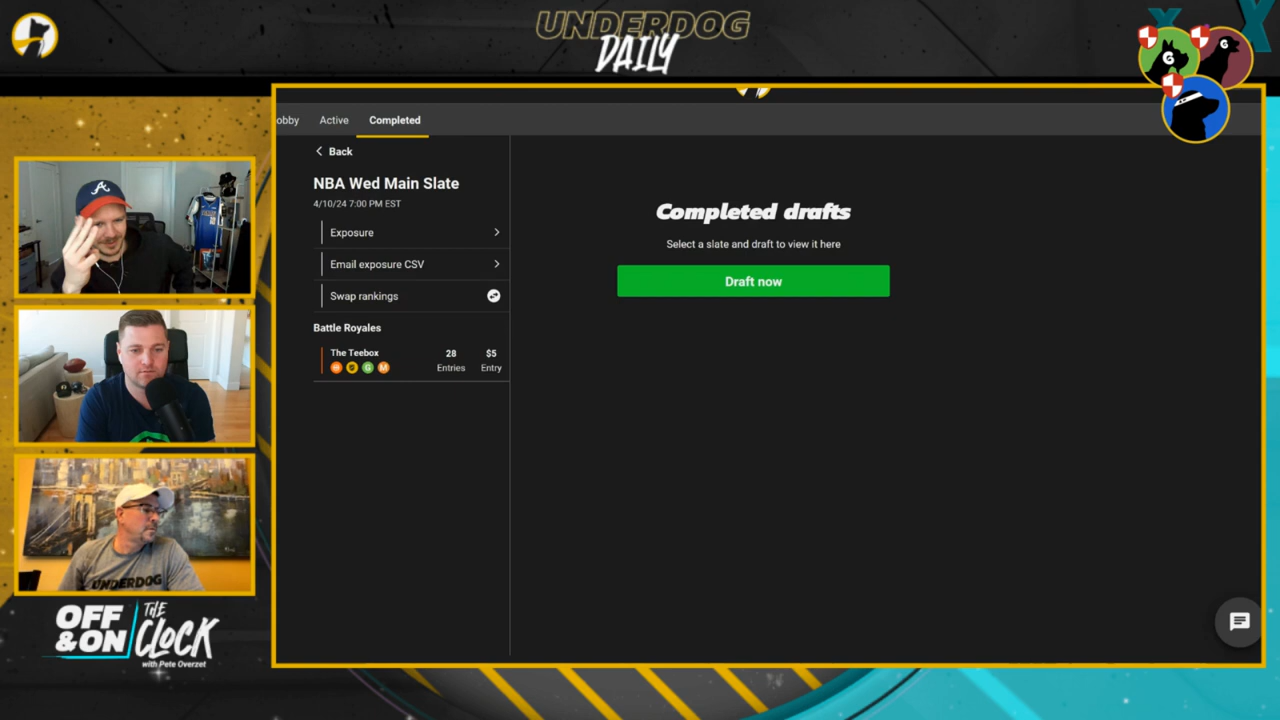 UNDERDOG
DAILY
obby Active Completed
Back
NBA Wed Main Slate
4/10/24 7:00 PM EST
Exposure
Email exposure CSV
Swap rankings
Battle Royales
The Teebox 28 $5
G M Entries Entry
Completed drafts
Select a slate and draft to view it here
Draft now
G
G
A
UNDERDOG
OFF & ON THE CLOCK
with Pete Overzet